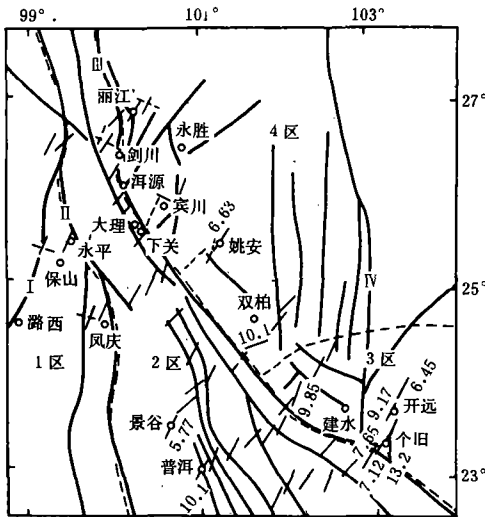 99°
101°
103°
27°
25°
23°
Ⅲ
丽江
永胜
4区
剑川
洱源
宾川
6.63
Ⅱ
大理
下关
姚安
永平
保山
Ⅰ
双柏
Ⅳ
10.1
潞西
凤庆
1区
2区
3区
6.45
9.85
9.17
开远
景谷
建水
5.77
7.65
个旧
普洱
7.12
13.2
10.1